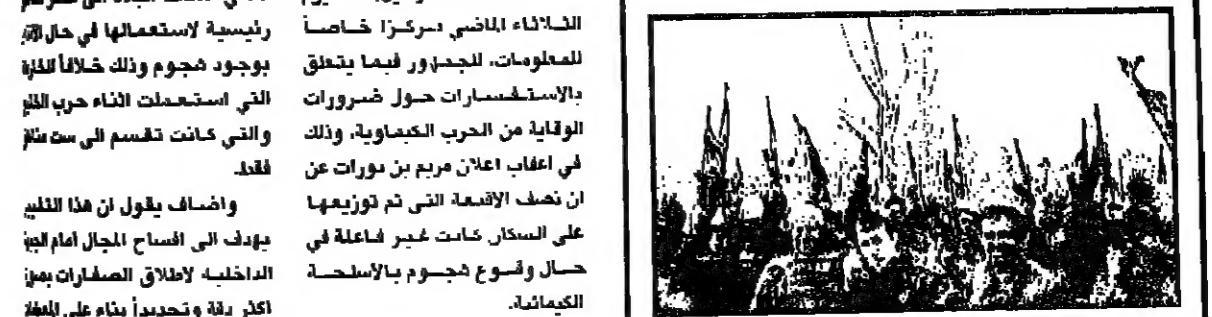 الثلاثاء الماضي مركزا خاصاً
للمعلومات، للجمهور فيما يتعلق
بالاستفسارات حول ضرورات
الوقاية من الحرب الكيماوية، وذلك
في اعقاب اعلان مريم بن بورات عن
ان نصف الاقنعة التي تم توزيعها
على السكان كانت غير فاعلة في
حال وقوع هجوم بالاسلحة
الكيمائية.
رئيسية لاستعمالها في حال
بوجود هجوم وذلك خلافاً
التي استعملت اثناء حرب
والتي كانت تقسم الى ست
فقط.
واضاف يقول ان هذا
يهدف الى افساح المجال أمام
الداخلية لاطلاق الصفارات
اكثر دقة وتحديداً بناء على